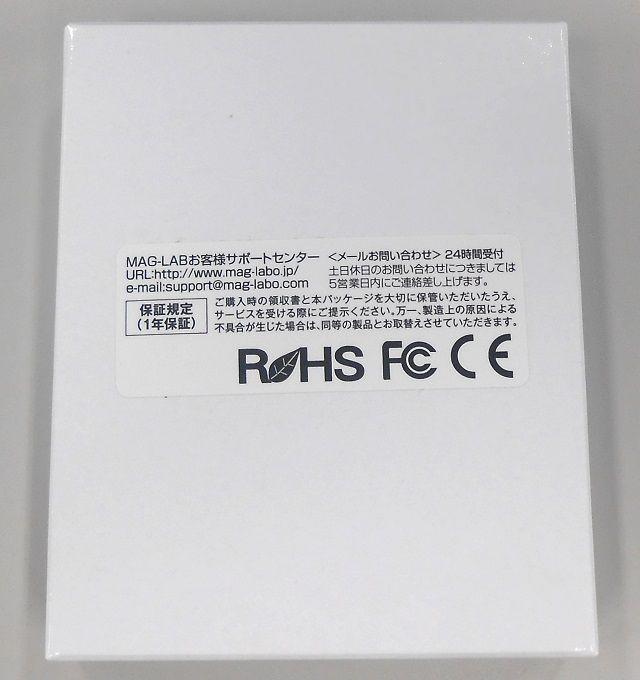 MAG-LABお客様サポートセンター
URL:http://www.mag-labo.jp/
e-mail:support@mag-labo.com
<メールお問い合わせ> 24時間受付
土日休日のお問い合わせにつきましては
5営業日内にご連絡差し上げます。
保証規定
(1年保証)
ご購入時の領収書と本パッケージを大切に保管いただいたうえ、
サービスを受ける際にご提示ください。万一、製造上の原因による
不具合が生じた場合は、同等の製品とお取替えさせていただきます。
RoHS FC CE